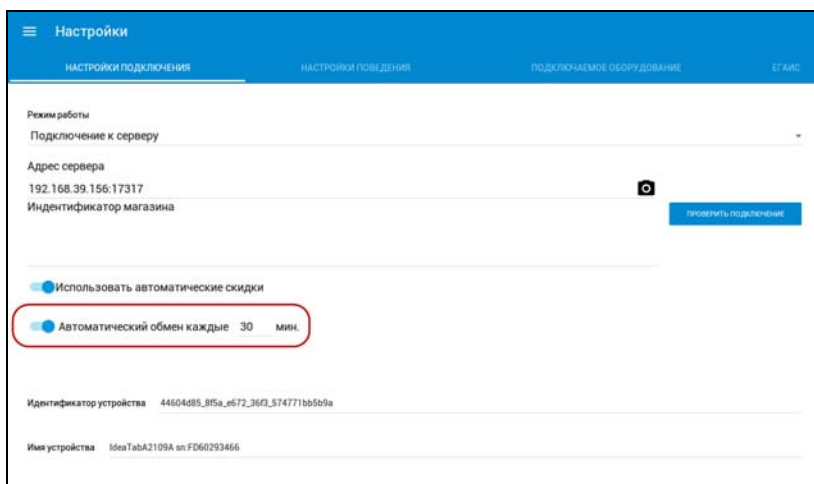 Настройки
НАСТРОЙКИ ПОДКЛЮЧЕНИЯ НАСТРОЙКИ ПОВЕДЕНИЯ ПОДКЛЮЧАЕМОЕ ОБОРУДОВАНИЕ ЕГАИС
Режим работы
Подключение к серверу
Адрес сервера
192.168.39.156:17317
Индентификатор магазина
ПРОВЕРИТЬ ПОДКЛЮЧЕНИЕ
Использовать автоматические скидки
Автоматический обмен каждые 30 мин.
Идентификатор устройства 44604d85_8f5a_e672_36f3_574771bb5b9a
Имя устройства IdeaTabA2109A sn:FD60293466